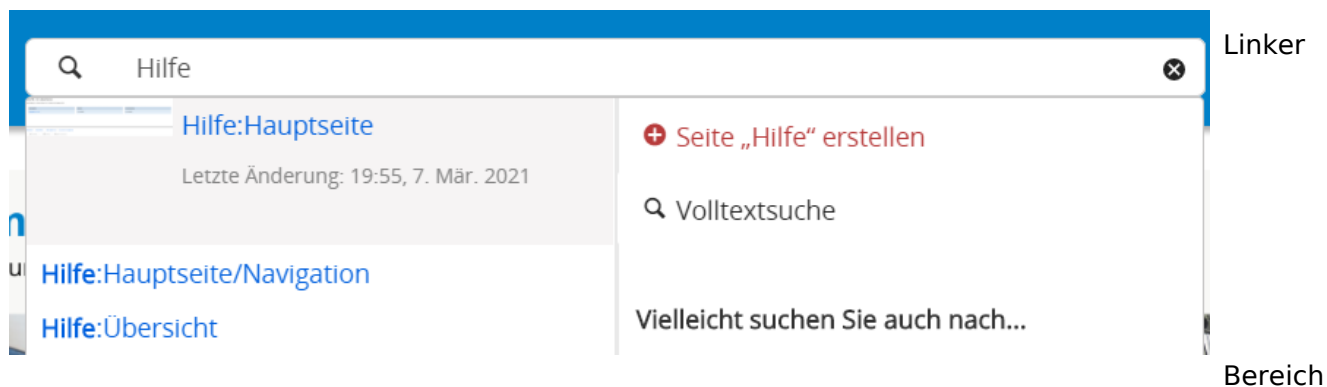 Linker
Hilfe
Hilfe:Hauptseite
Letzte Änderung: 19:55, 7. Mär. 2021
Hilfe:Hauptseite/Navigation
Hilfe:Übersicht
Seite „Hilfe“ erstellen
Volltextsuche
Vielleicht suchen Sie auch nach...
Bereich